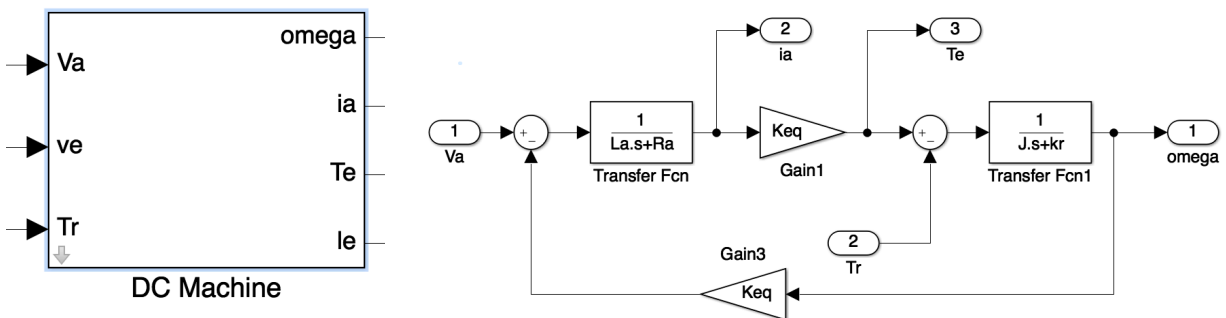 Va
ve
Tr
omega
ia
Te
Ie
DC Machine
1
Va
+
−
1
La.s+Ra
Transfer Fcn
2
ia
Keq
Gain1
3
Te
+
−
2
Tr
1
J.s+kr
Transfer Fcn1
1
omega
Gain3
Keq